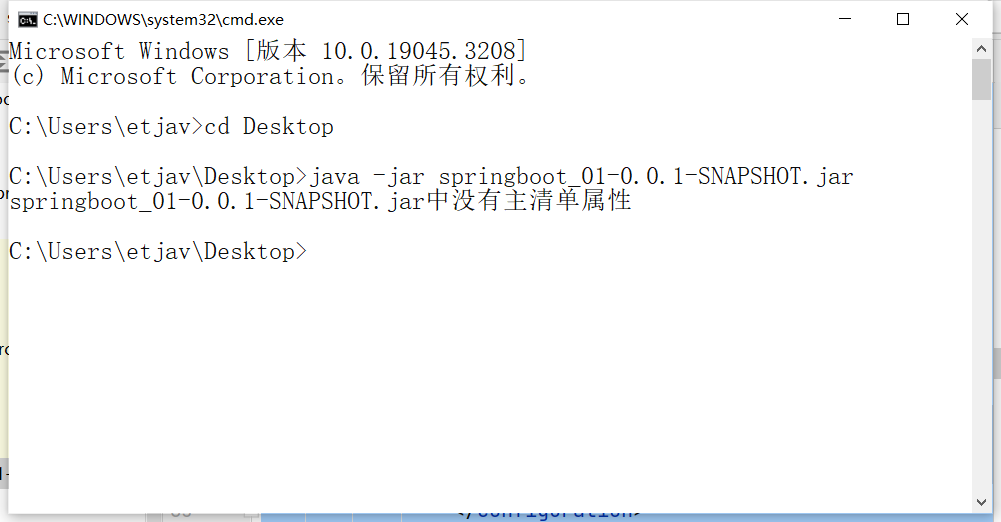 C:\WINDOWS\system32\cmd.exe
Microsoft Windows [版本 10.0.19045.3208]
(c) Microsoft Corporation。保留所有权利。
C:\Users\etjav>cd Desktop
C:\Users\etjav\Desktop>java -jar springboot_01-0.0.1-SNAPSHOT.jar
springboot_01-0.0.1-SNAPSHOT.jar中没有主清单属性
C:\Users\etjav\Desktop>